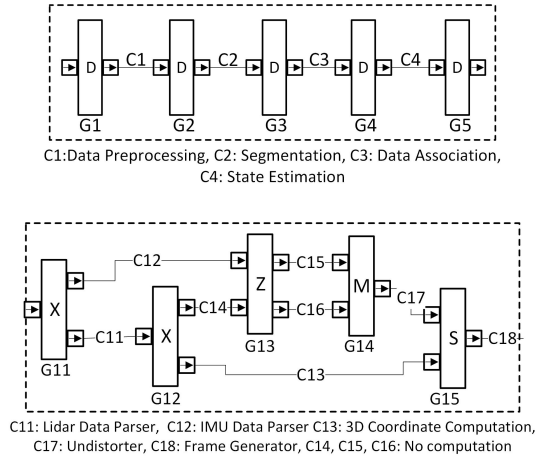 C1 C2 C3 C4
D D D D D
G1 G2 G3 G4 G5
C1:Data Preprocessing, C2: Segmentation, C3: Data Association,
C4: State Estimation
C12 C15
Z M
X C14 C16 C17
X
C11 G13 G14 S C18
G11
C13
G12 G15
C11: Lidar Data Parser, C12: IMU Data Parser C13: 3D Coordinate Computation,
C17: Undistorter, C18: Frame Generator, C14, C15, C16: No computation